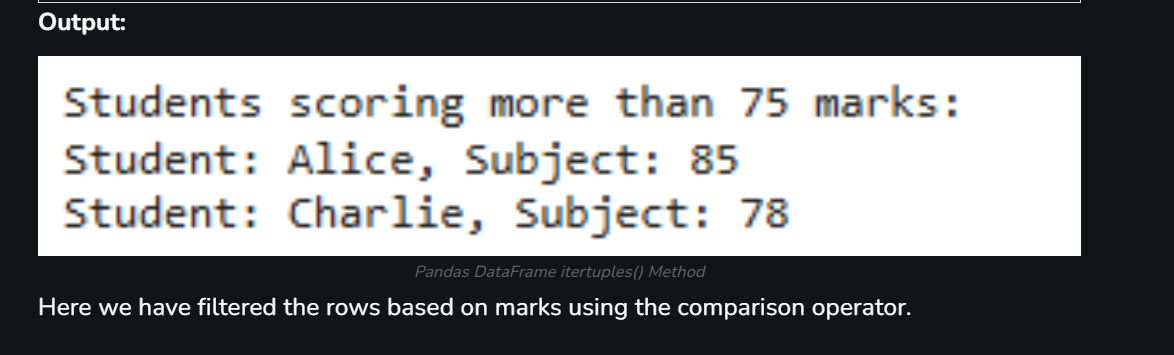 Output:
Students scoring more than 75 marks:
Student: Alice, Subject: 85
Student: Charlie, Subject: 78
Pandas DataFrame itertuples() Method
Here we have filtered the rows based on marks using the comparison operator.